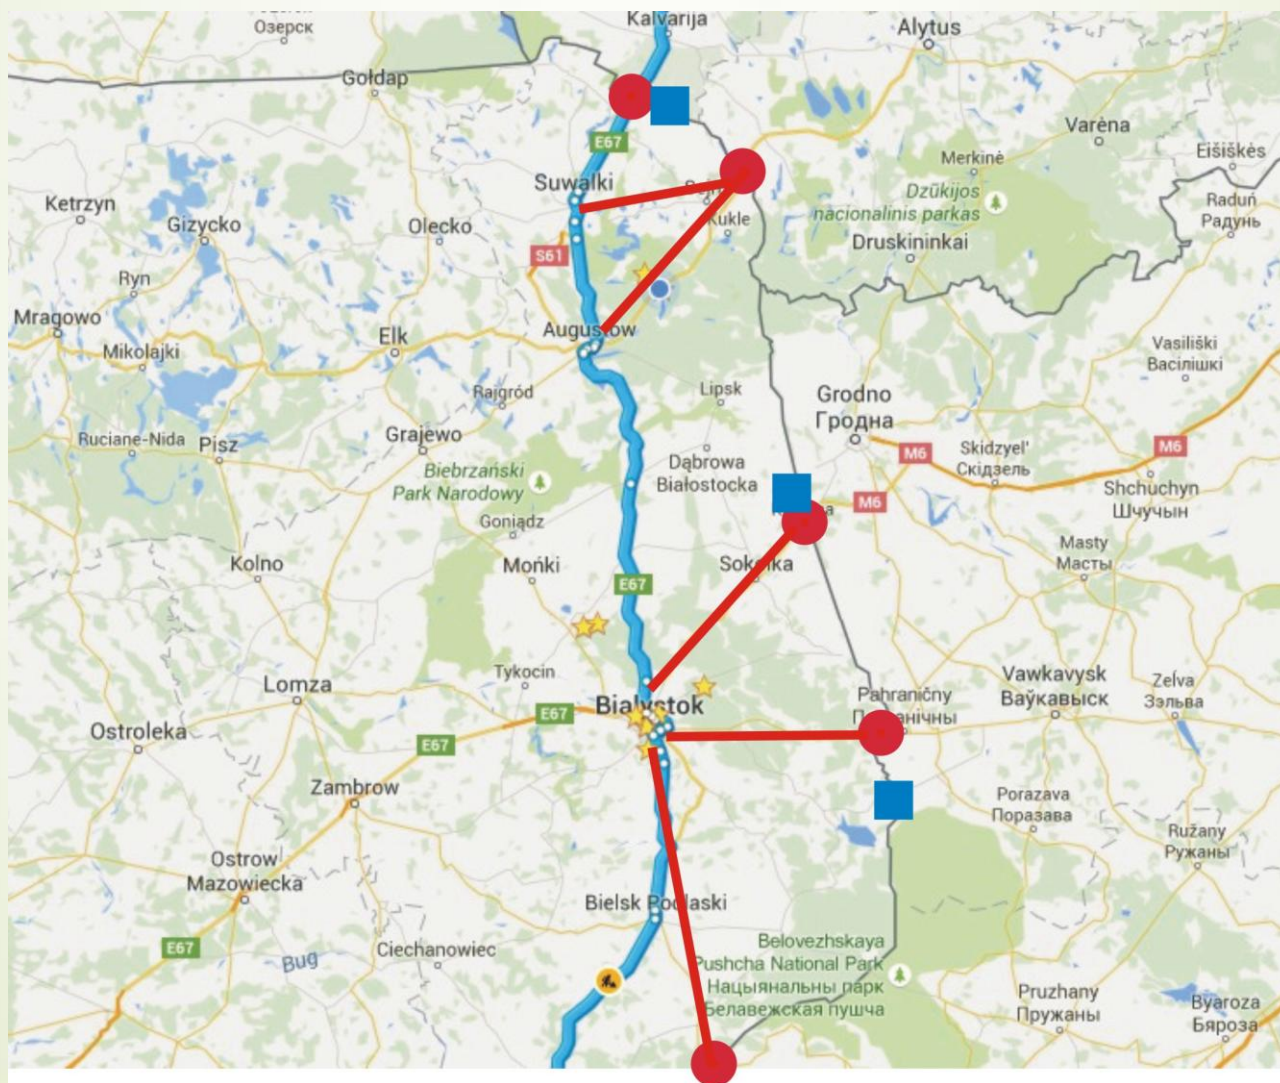 Kalvarija
Озерск
Alytus
Gołdap
Varėna
E67
Eišiškės
Suwalki
Merkinė
Dzūkijos
nacionalinis parkas
Raduń
Радунь
Ketrzyn
Gizycko
Olecko
Kukle
Druskininkai
S61
Ryn
Mragowo
Mikolajki
Elk
Augustow
Vasiliški
Васілішкі
Rajgród
Lipsk
Grodno
Гродна
Ruciane-Nida
Pisz
Grajewo
M6
Skidzyel'
Скідзель
M6
Biebrzański
Park Narodowy
Dąbrowa
Białostocka
Shchuchyn
Шчучын
M6
Goniądz
Kolno
Mońki
Sokolka
Masty
Масты
E67
Tykocin
Lomza
Bialystok
Pahraničny
Vawkavysk
Ваўкавыск
Zelva
Зэльва
E67
Ostroleka
E67
Zambrow
Porazava
Поразава
Ružany
Ружаны
Ostrow
Mazowiecka
Bielsk Podlaski
E67
Bug
Ciechanowiec
Belovezhskaya
Pushcha National Park
Нацыянальны парк
Белавежская пушча
Pruzhany
Пружаны
Byaroza
Бяроза